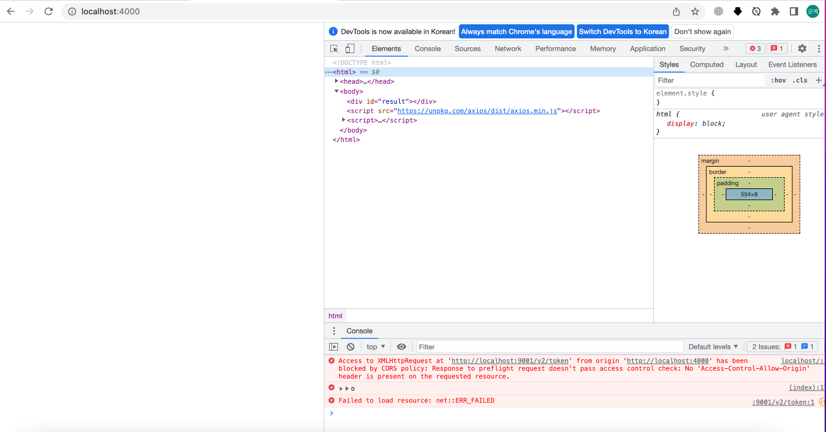 localhost:4000
DevTools is now available in Korean! Always match Chrome's language Switch DevTools to Korean Don't show again
Elements Console Sources Network Performance Memory Application Security » 3 1
<!DOCTYPE html>
<html> == $0
<head>…</head>
<body>
<div id="result"></div>
<script src="https://unpkg.com/axios/dist/axios.min.js"></script>
<script>…</script>
</body>
</html>
html
Styles Computed Layout Event Listeners
Filter :hov .cls +
element.style {
}
html { user agent style
display: block;
}
margin -
border -
padding -
- - - 554×8 - - -
-
-
-
Console
top ▼ Filter Default levels ▼ 2 Issues: 1 1
Access to XMLHttpRequest at 'http://localhost:9001/v2/token' from origin 'http://localhost:4000' has been localhost/:
blocked by CORS policy: Response to preflight request doesn't pass access control check: No 'Access-Control-Allow-Origin'
header is present on the requested resource.
▶ ▶ o (index):1
Failed to load resource: net::ERR_FAILED :9001/v2/token:1